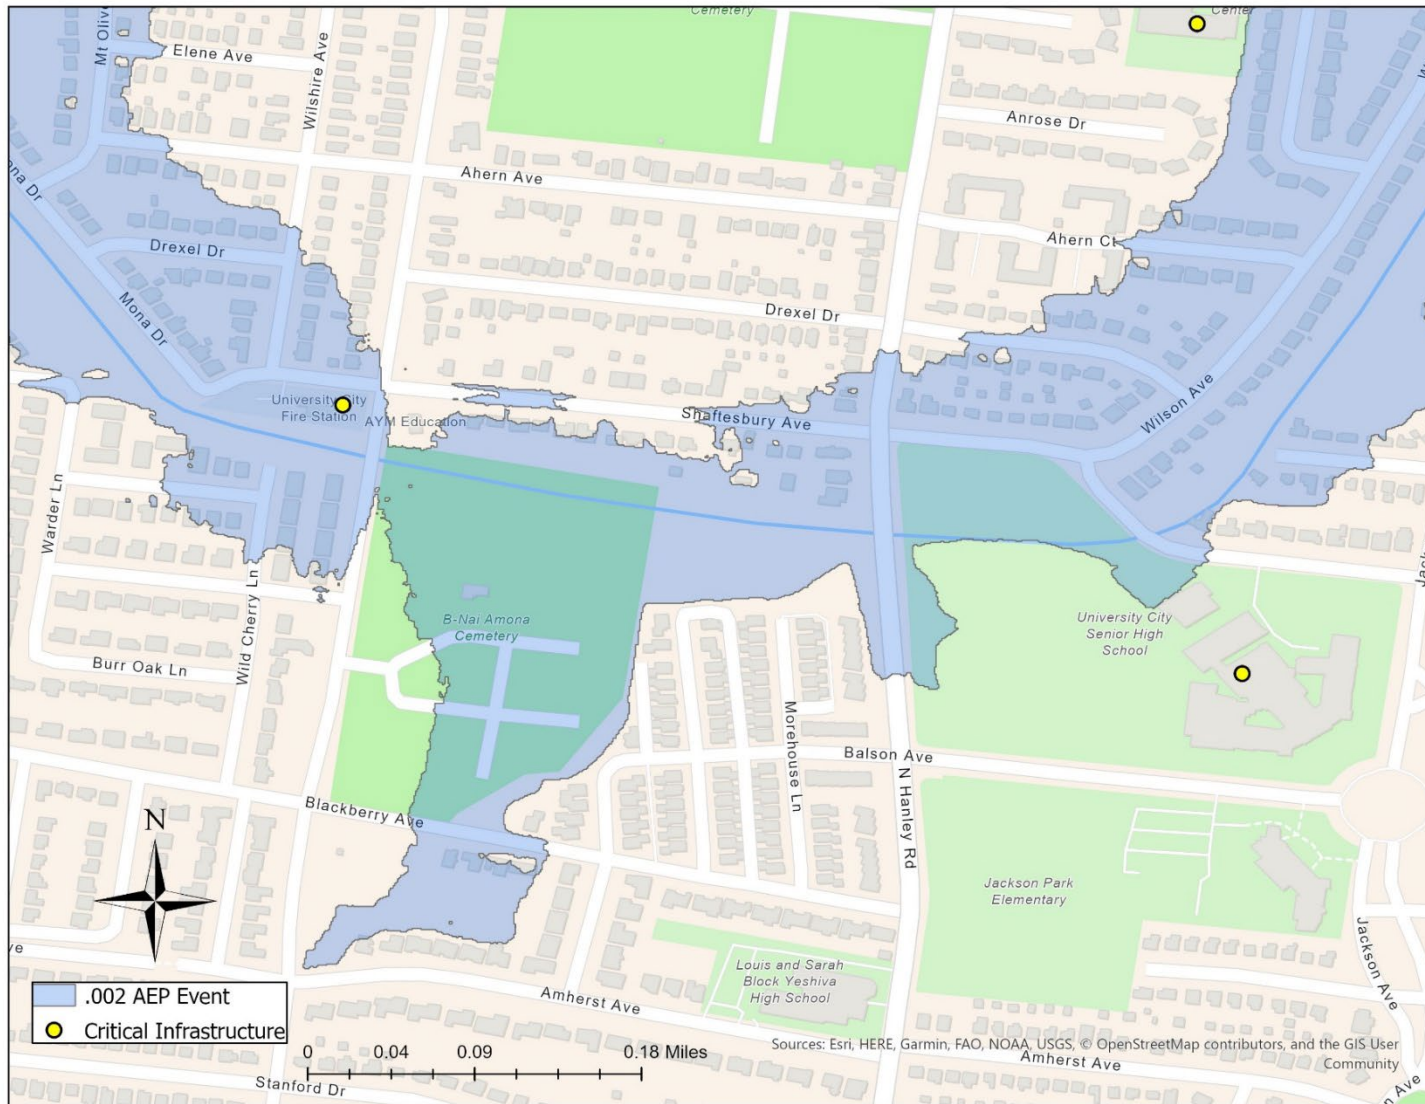 Cemetery
Center
Mt Olive
Elene Ave
Wilshire Ave
Anrose Dr
Ahern Ave
Ahern Ct
Drexel Dr
Mona Dr
Drexel Dr
Mona Dr
University City
Fire Station
AYM Education
Shaftesbury Ave
Wilson Ave
Warder Ln
Wild Cherry Ln
Burr Oak Ln
B-Nai Amona
Cemetery
University City
Senior High
School
Morehouse Ln
Balson Ave
N Hanley Rd
Blackberry Ave
Jackson Park
Elementary
Jackson Ave
Louis and Sarah
Block Yeshiva
High School
Amherst Ave
Amherst Ave
Stanford Dr
N
.002 AEP Event
Critical Infrastructure
0 0.04 0.09 0.18 Miles
Sources: Esri, HERE, Garmin, FAO, NOAA, USGS, © OpenStreetMap contributors, and the GIS User
Community